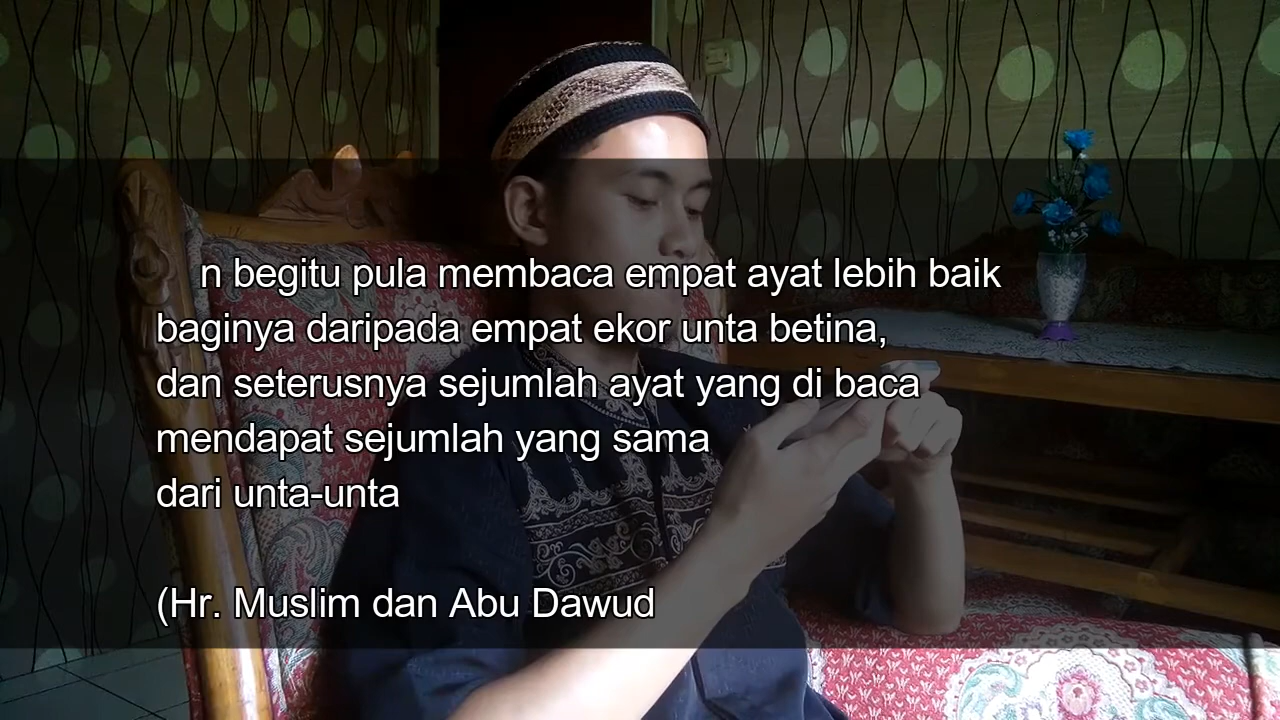 n begitu pula membaca empat ayat lebih baik
baginya daripada empat ekor unta betina,
dan seterusnya sejumlah ayat yang di baca
mendapat sejumlah yang sama
dari unta-unta
(Hr. Muslim dan Abu Dawud